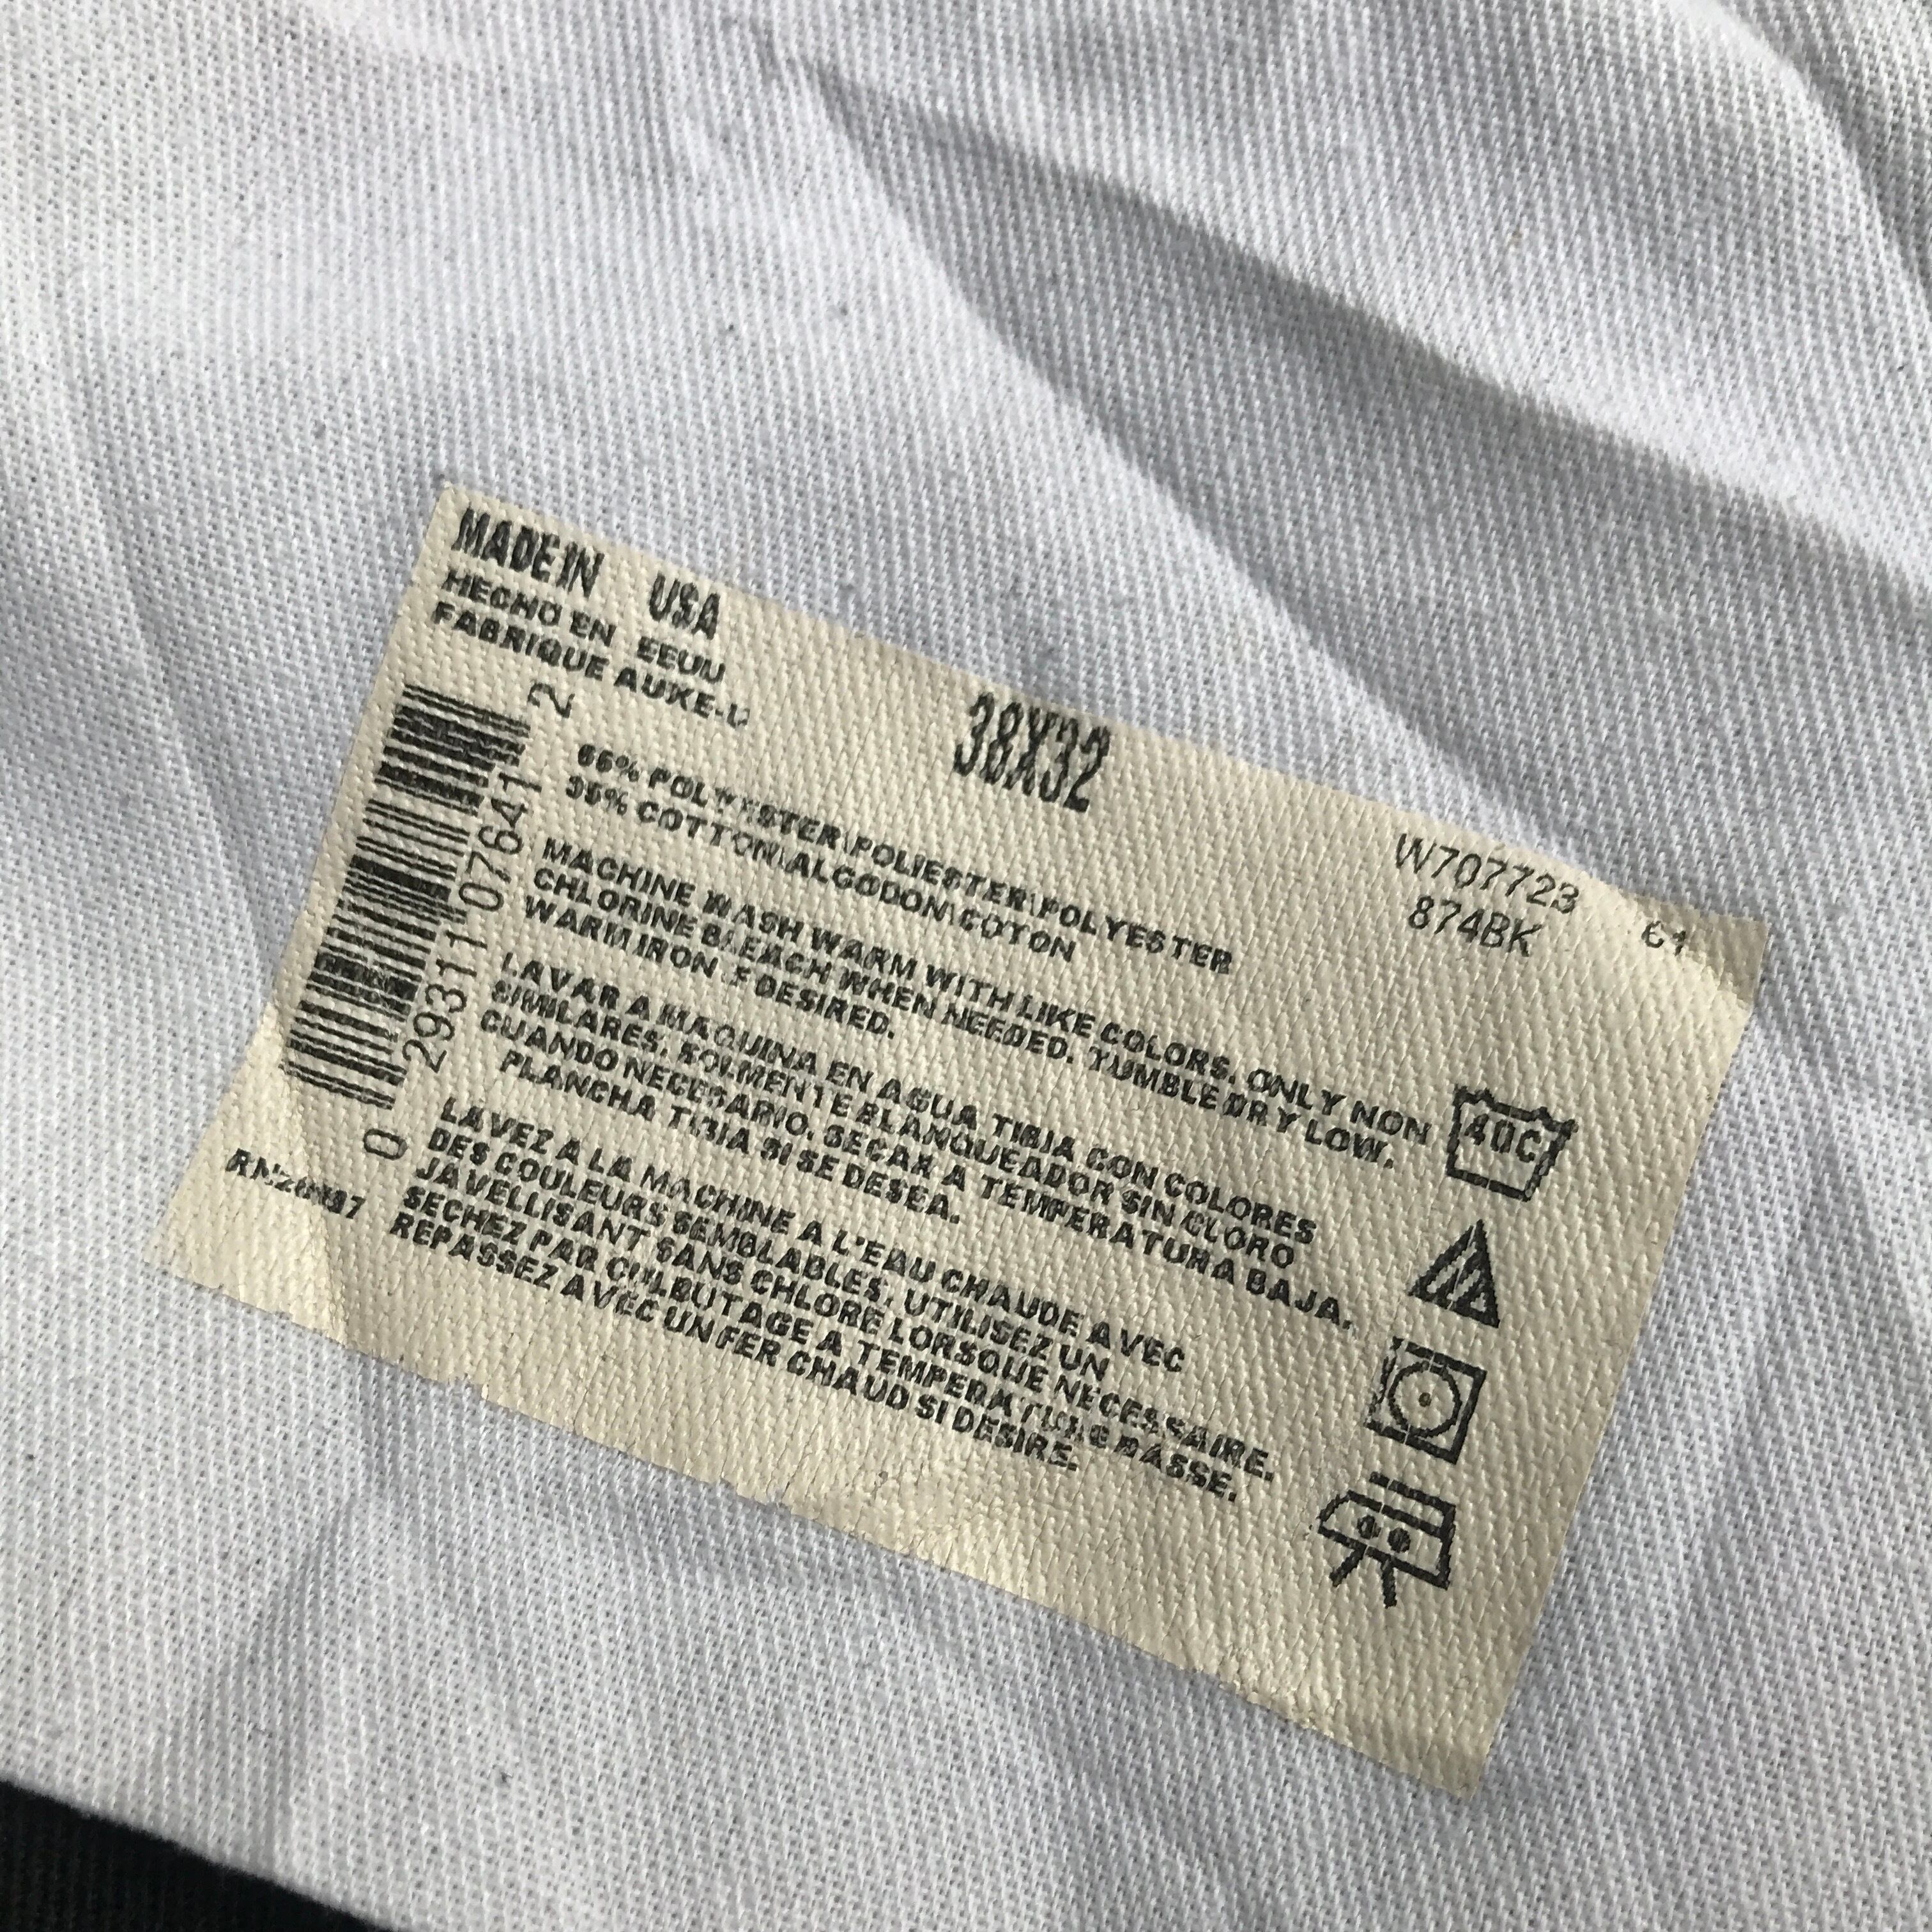 MADE IN USA
HECHO EN EEUU
FABRIQUE AUXE.-U
38X32
W707723
874BK 61
65% POLYESTER\POLIESTER\POLYESTER
35% COTTON\ALGODON\COTON
MACHINE WASH WARM WITH LIKE COLORS. ONLY NON
CHLORINE BLEACH WHEN NEEDED. TUMBLE DRY LOW.
WARM IRON IF DESIRED.
LAVAR A MAQUINA EN AGUA TIBIA CON COLORES
SIMILARES. SOLMENTE BLANQUEADOR SIN CLORO
CUANDO NECESARIO. SECAR A TEMPERATURA BAJA.
PLANCHA TIBIA SI SE DESEA.
LAVEZ A LA MACHINE A L'EAU CHAUDE AVEC
DES COULEURS SEMBLABLES. UTILISEZ UN
JAVELLISANT SANS CHLORE LORSQUE NECESSAIRE.
SECHEZ PAR CULBUTAGE A TEMPERATURE BASSE.
REPASSEZ AVEC UN FER CHAUD SI DESIRE.
0 29311 07641 2
40C